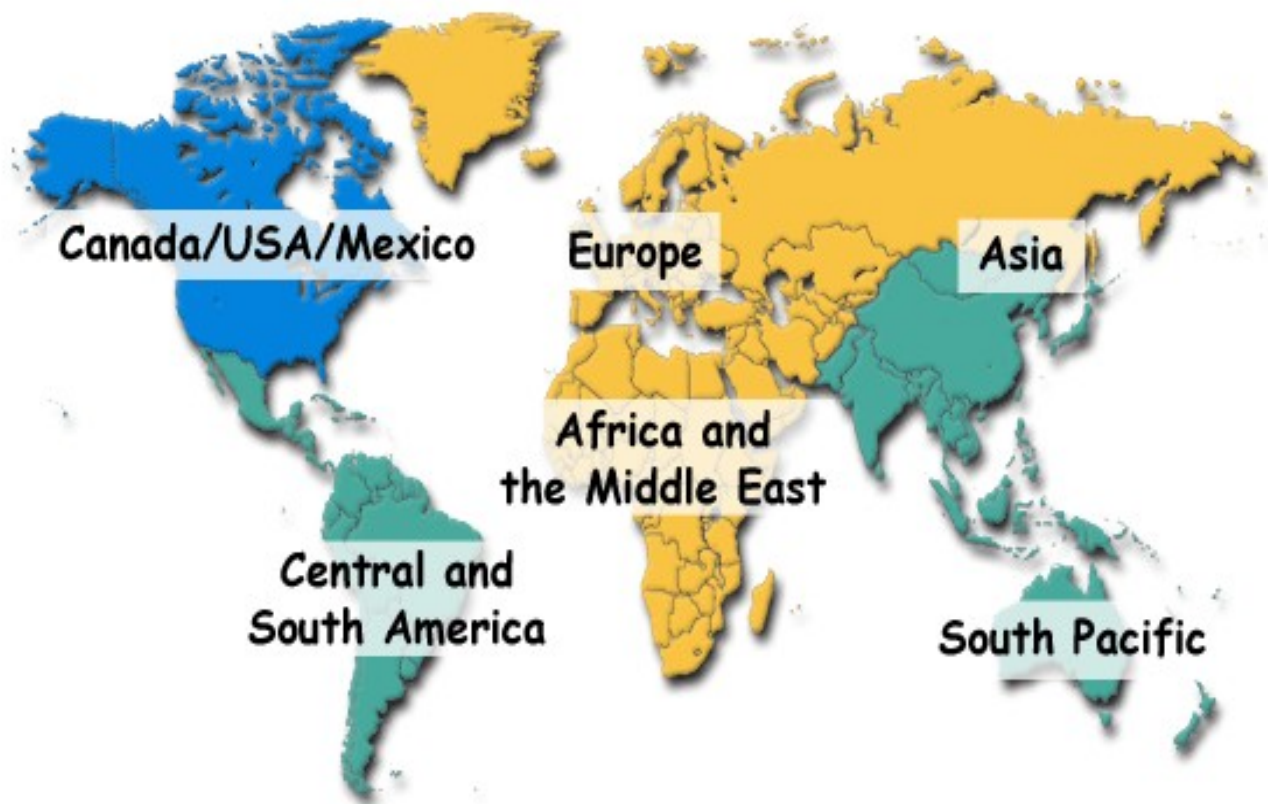 Canada/USA/Mexico
Europe
Asia
Africa and
the Middle East
Central and
South America
South Pacific